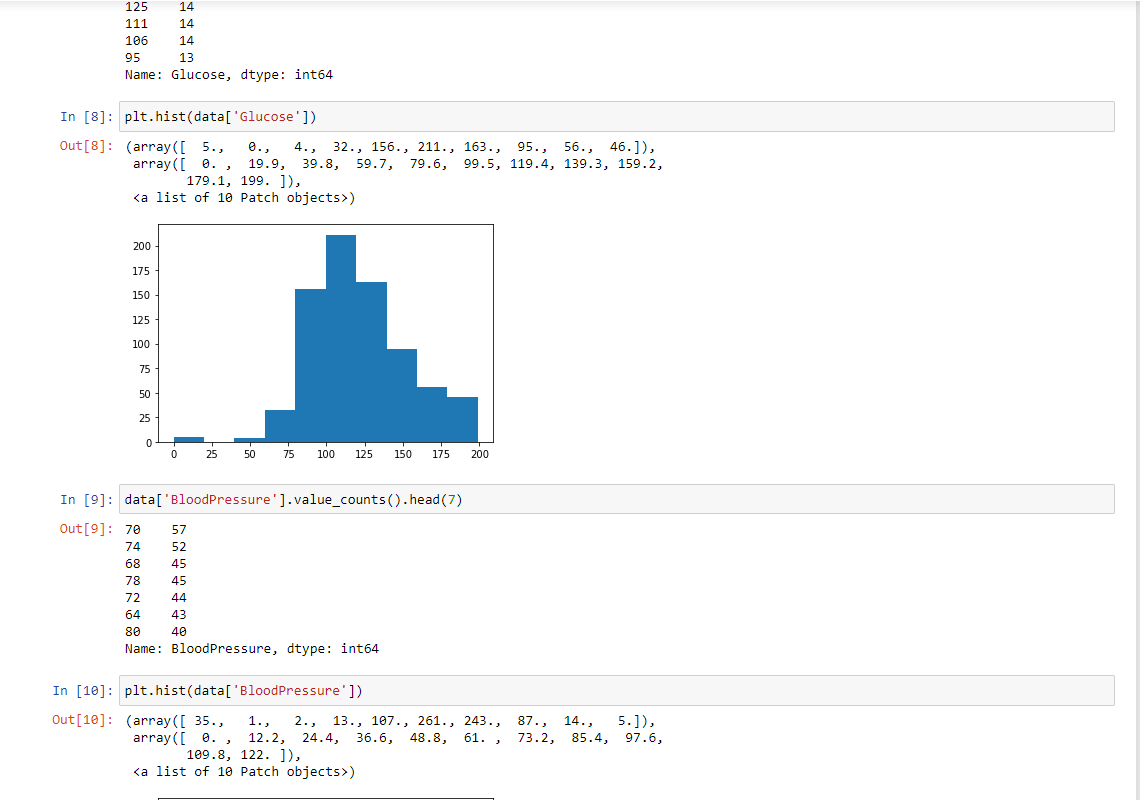 125    14
111    14
106    14
95     13
Name: Glucose, dtype: int64
In [8]: plt.hist(data['Glucose'])
Out[8]: (array([  5.,   0.,   4.,  32., 156., 211., 163.,  95.,  56.,  46.]),
 array([  0. ,  19.9,  39.8,  59.7,  79.6,  99.5, 119.4, 139.3, 159.2,
        179.1, 199. ]),
 <a list of 10 Patch objects>)
200
175
150
125
100
75
50
25
0
0 25 50 75 100 125 150 175 200
In [9]: data['BloodPressure'].value_counts().head(7)
Out[9]: 70    57
74    52
68    45
78    45
72    44
64    43
80    40
Name: BloodPressure, dtype: int64
In [10]: plt.hist(data['BloodPressure'])
Out[10]: (array([ 35.,   1.,   2.,  13., 107., 261., 243.,  87.,  14.,   5.]),
 array([  0. ,  12.2,  24.4,  36.6,  48.8,  61. ,  73.2,  85.4,  97.6,
        109.8, 122. ]),
 <a list of 10 Patch objects>)